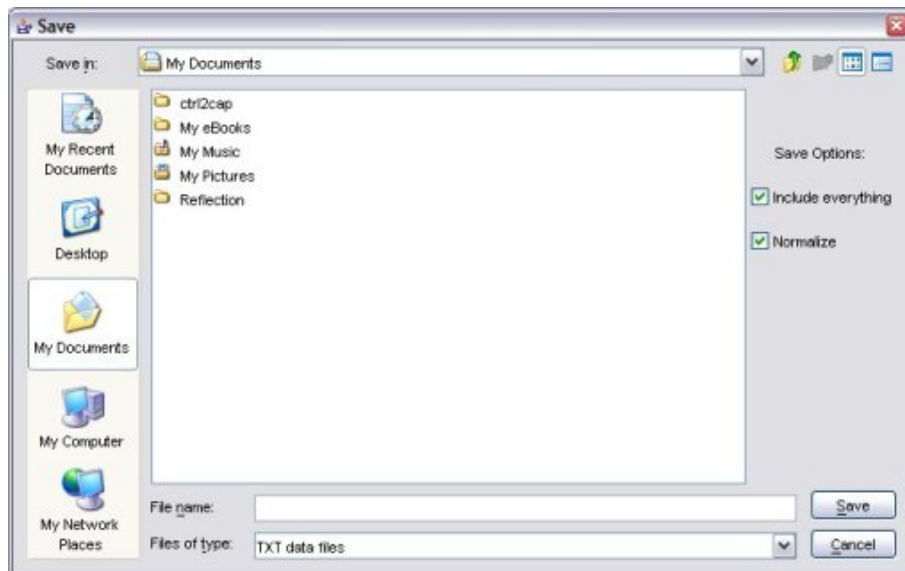 Save
Save in:
My Documents
My Recent
Documents
Desktop
My Documents
My Computer
My Network
Places
ctrl2cap
My eBooks
My Music
My Pictures
Reflection
Save Options:
Include everything
Normalize
File name:
Save
Files of type:
TXT data files
Cancel